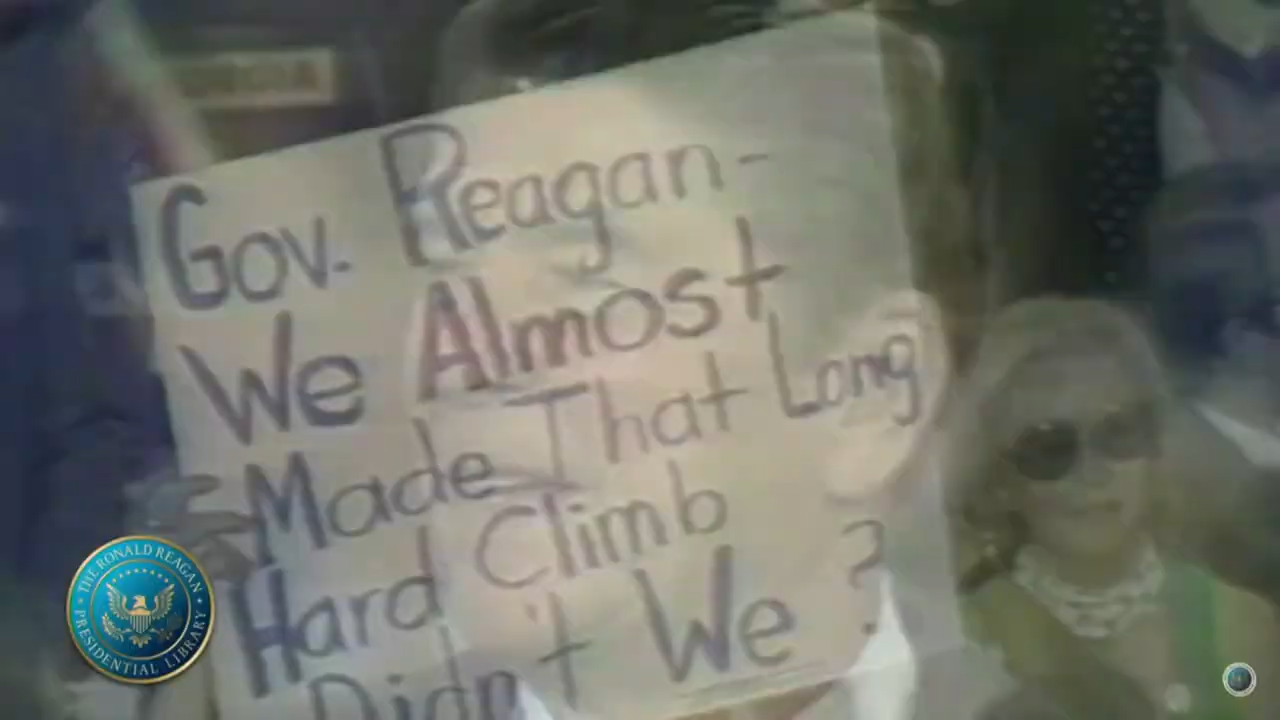 Gov. Reagan-
We Almost
Made That Long
Hard Climb
Didn't We?
THE RONALD REAGAN
PRESIDENTIAL LIBRARY